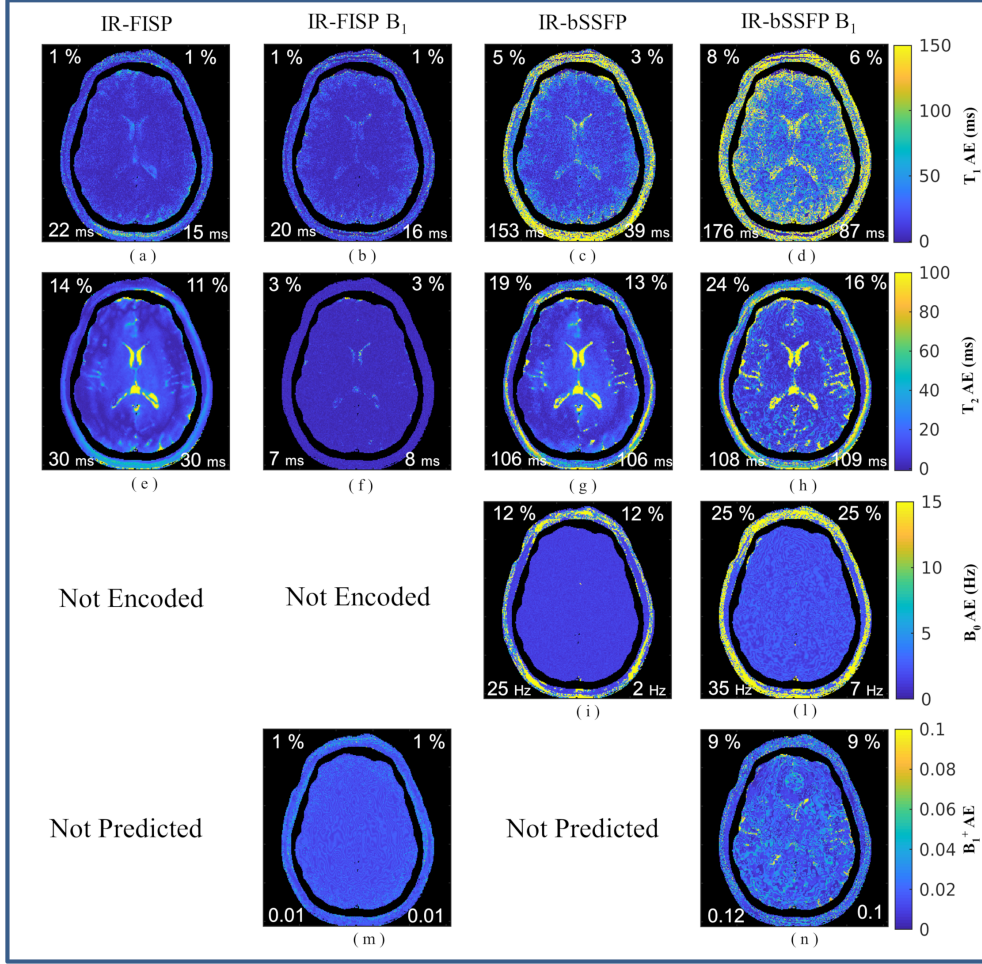 IR-FISP IR-FISP B₁ IR-bSSFP IR-bSSFP B₁
1 % 1 % 1 % 1 % 5 % 3 % 8 % 6 % 150
100
50
0
T₁ AE (ms)
22 ms 15 ms 20 ms 16 ms 153 ms 39 ms 176 ms 87 ms
( a ) ( b ) ( c ) ( d )
14 % 11 % 3 % 3 % 19 % 13 % 24 % 16 % 100
80
60
40
20
0
T₂ AE (ms)
30 ms 30 ms 7 ms 8 ms 106 ms 106 ms 108 ms 109 ms
( e ) ( f ) ( g ) ( h )
12 % 12 % 25 % 25 % 15
10
5
0
B₀ AE (Hz)
Not Encoded Not Encoded
25 Hz 2 Hz 35 Hz 7 Hz
( i ) ( l )
1 % 1 % 9 % 9 % 0.1
0.08
0.06
0.04
0.02
0
B₁⁺ AE
Not Predicted Not Predicted
0.01 0.01 0.12 0.1
( m ) ( n )